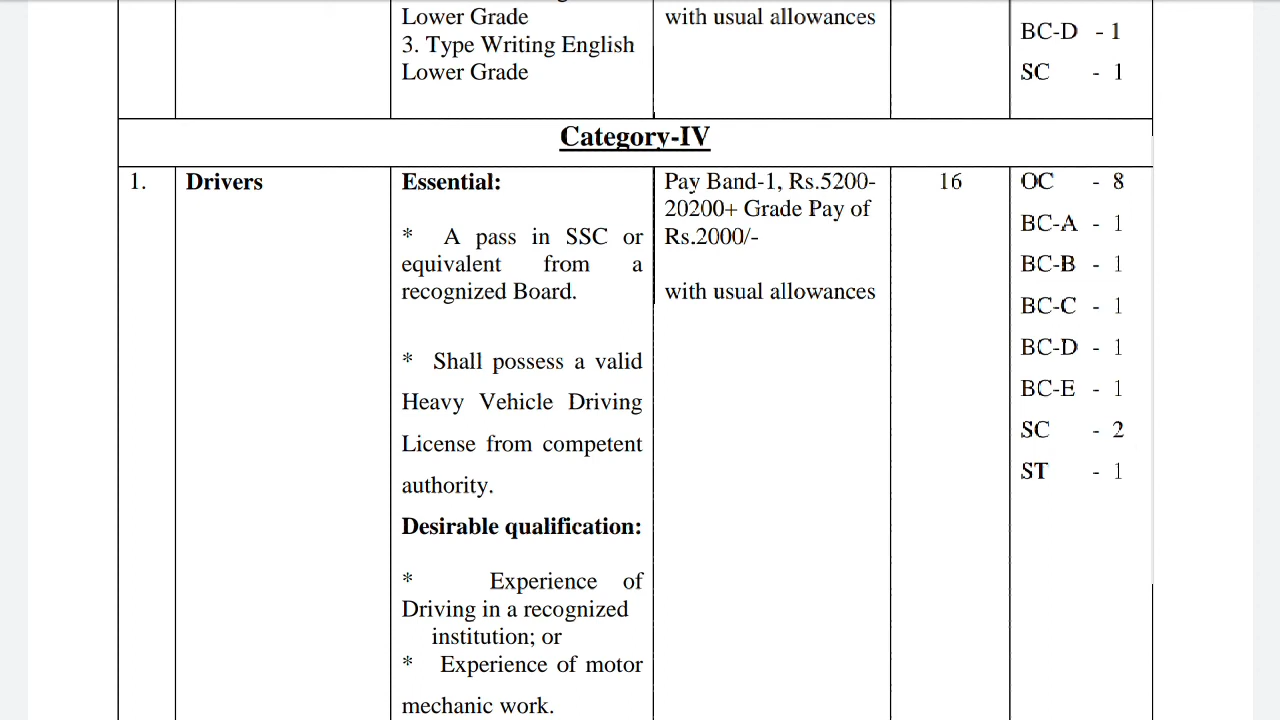 Lower Grade
3. Type Writing English
Lower Grade
with usual allowances
BC-D - 1
SC - 1
Category-IV
1.
Drivers
Essential:
* A pass in SSC or
equivalent from a
recognized Board.
* Shall possess a valid
Heavy Vehicle Driving
License from competent
authority.
Desirable qualification:
* Experience of
Driving in a recognized
institution; or
* Experience of motor
mechanic work.
Pay Band-1, Rs.5200-
20200+ Grade Pay of
Rs.2000/-
with usual allowances
16
OC - 8
BC-A - 1
BC-B - 1
BC-C - 1
BC-D - 1
BC-E - 1
SC - 2
ST - 1